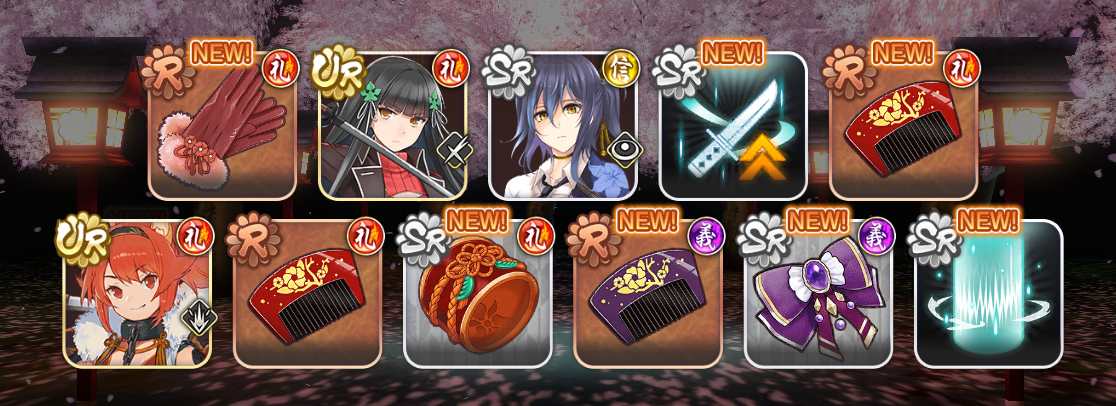 R NEW! 礼
UR 礼
SR 信
SR NEW!
R NEW! 礼
UR 礼
R 礼
SR NEW! 礼
R NEW! 義
SR NEW! 義
SR NEW!